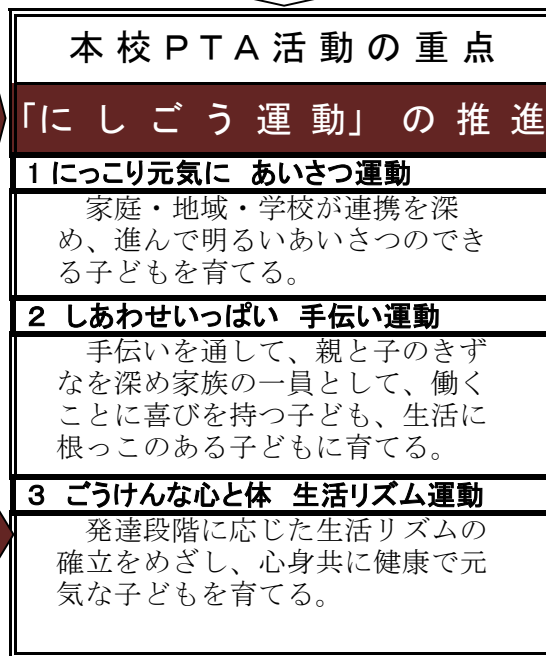 本校PTA活動の重点
「にしごう運動」の推進
1 にっこり元気に あいさつ運動
家庭・地域・学校が連携を深
め、進んで明るいあいさつのでき
る子どもを育てる。
2 しあわせいっぱい 手伝い運動
手伝いを通して、親と子のきず
なを深め家族の一員として、働く
ことに喜びを持つ子ども、生活に
根っこのある子どもに育てる。
3 ごうけんな心と体 生活リズム運動
発達段階に応じた生活リズムの
確立をめざし、心身共に健康で元
気な子どもを育てる。